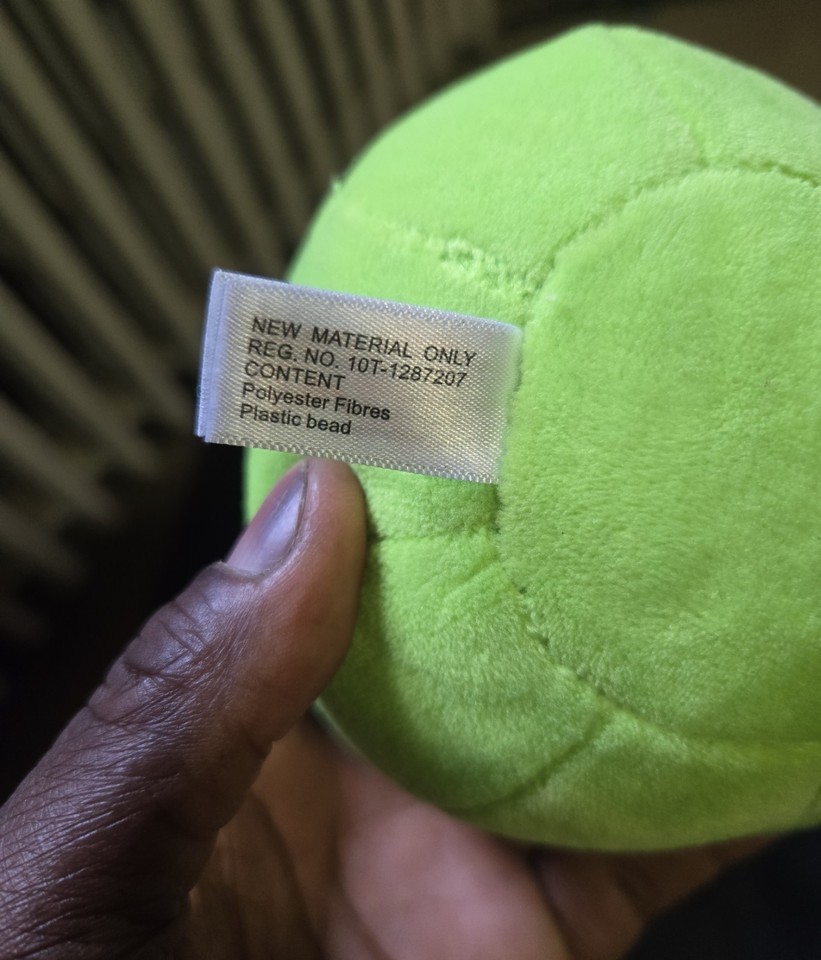 NEW MATERIAL ONLY
REG. NO. 10T-1287207
CONTENT
Polyester Fibres
Plastic bead